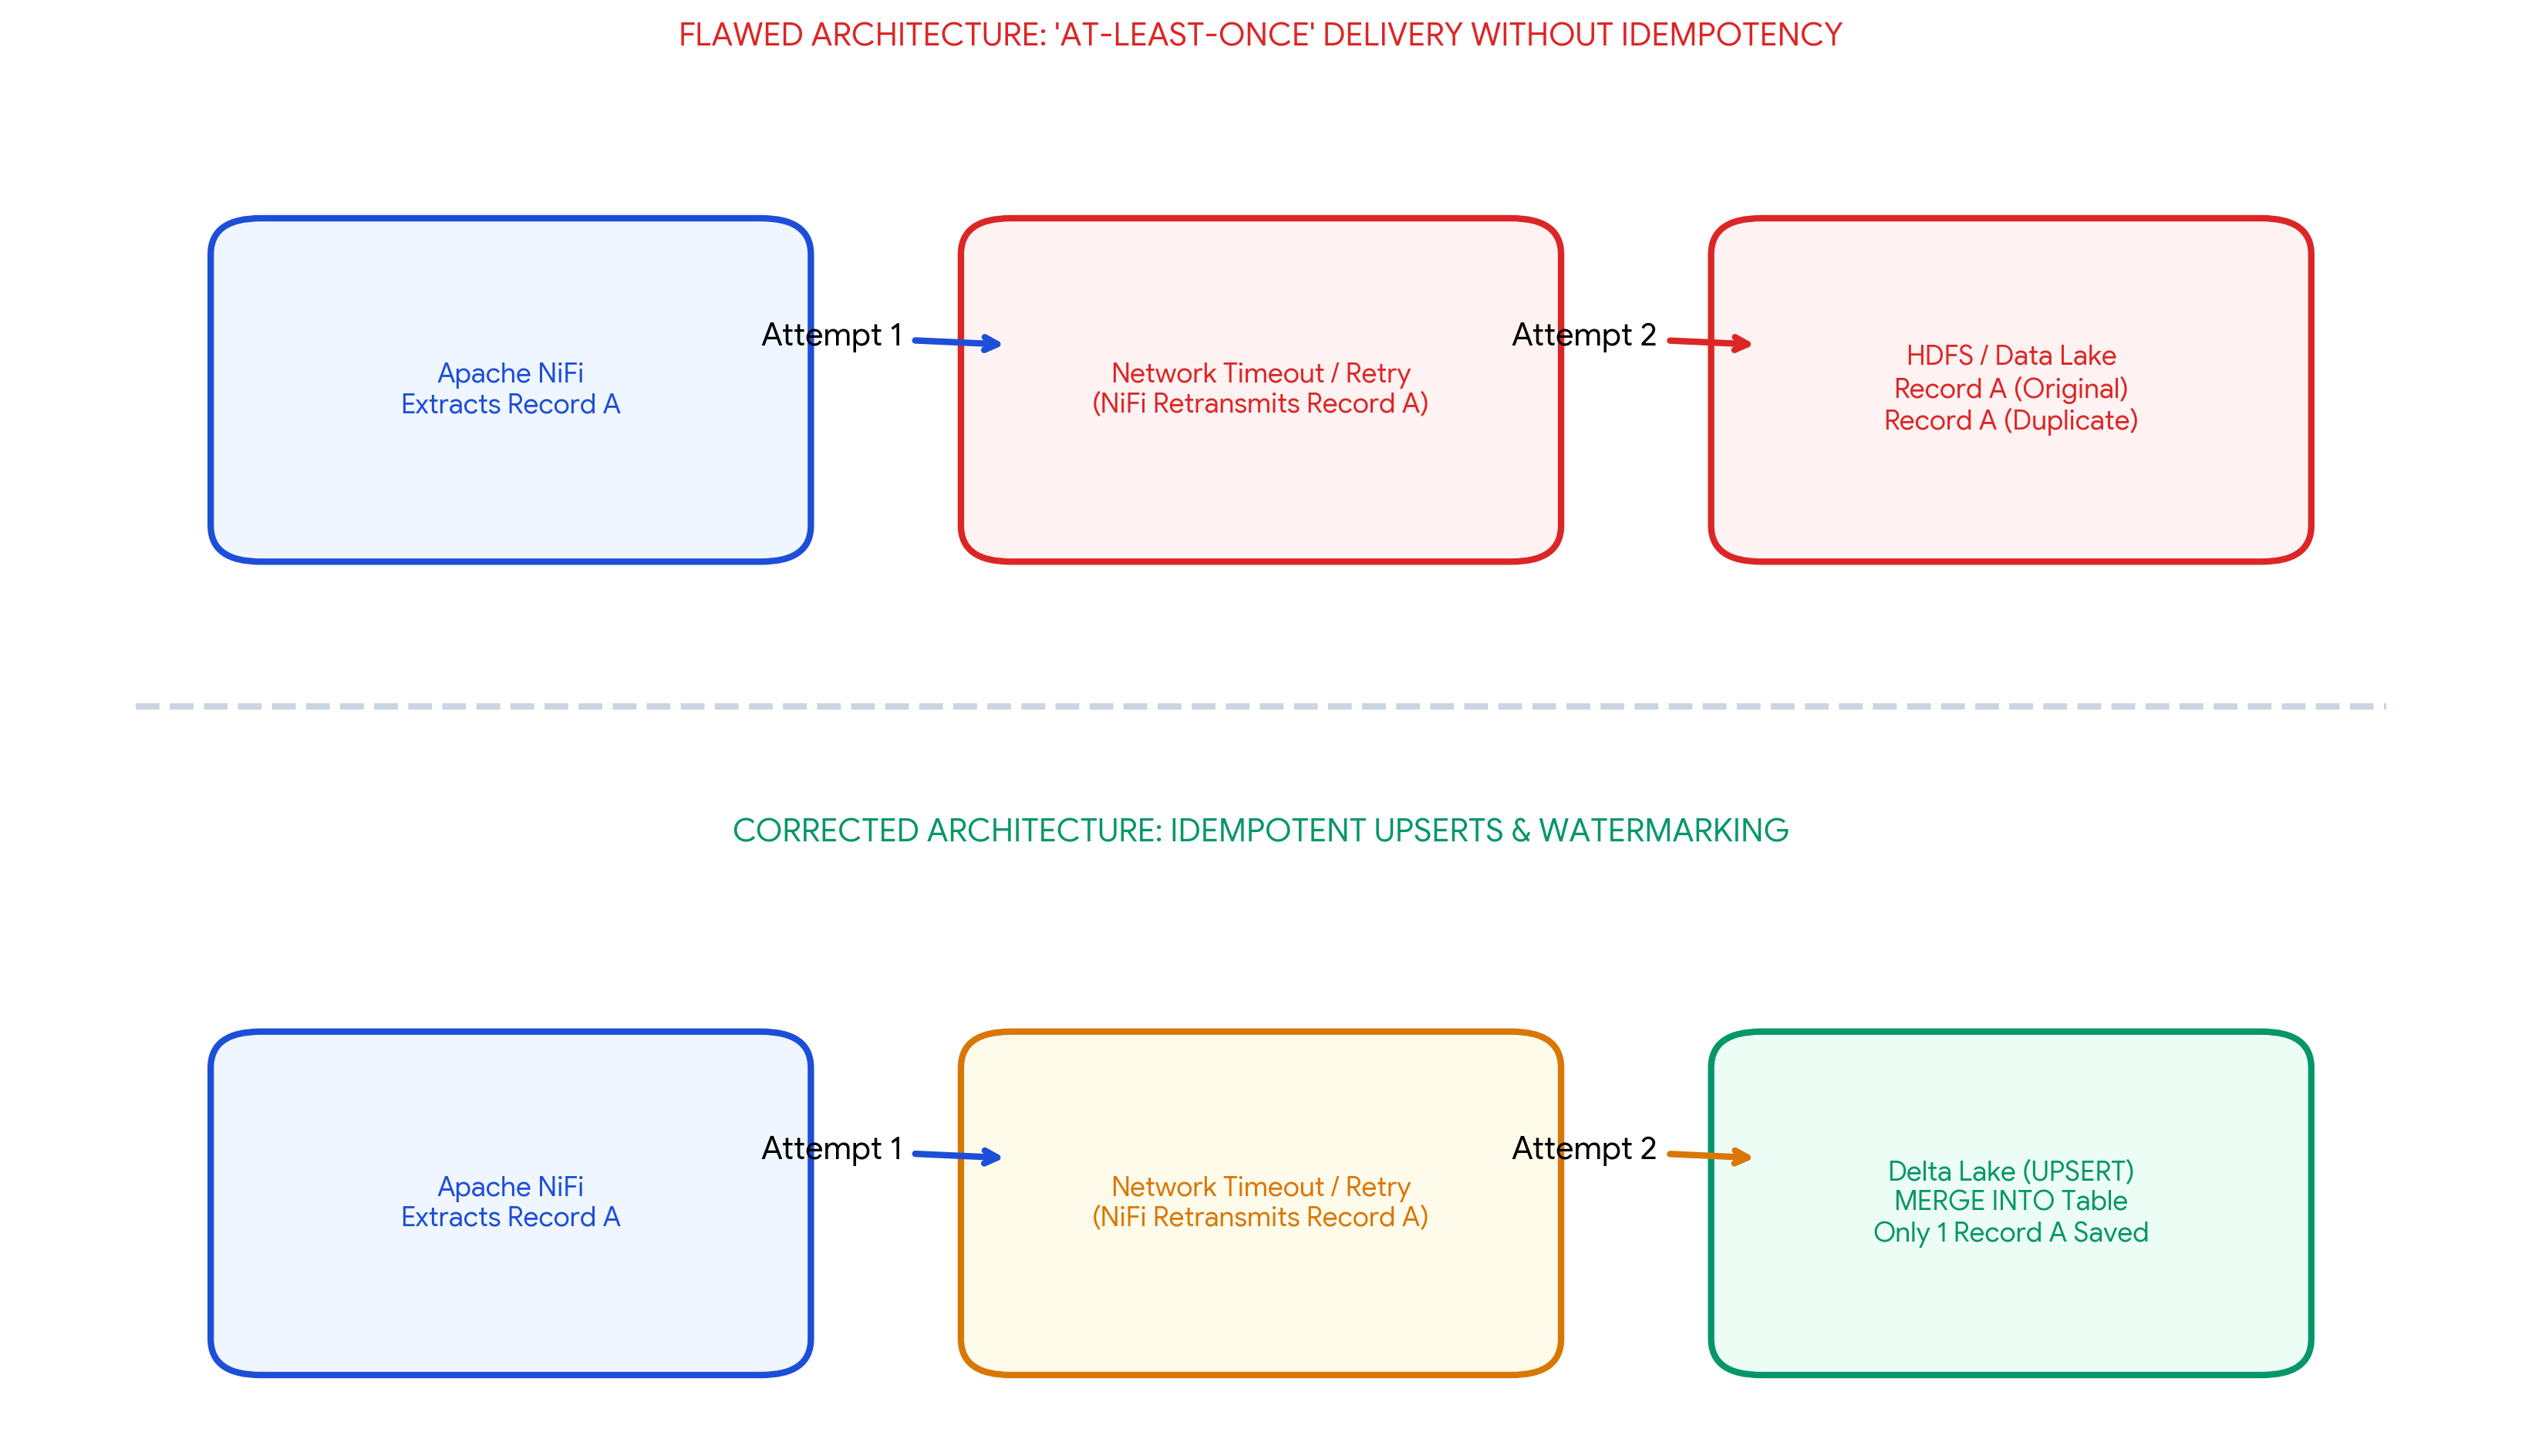 FLAWED ARCHITECTURE: 'AT-LEAST-ONCE' DELIVERY WITHOUT IDEMPOTENCY
Apache NiFi
Extracts Record A
Attempt 1
Network Timeout / Retry
(NiFi Retransmits Record A)
Attempt 2
HDFS / Data Lake
Record A (Original)
Record A (Duplicate)
CORRECTED ARCHITECTURE: IDEMPOTENT UPSERTS & WATERMARKING
Apache NiFi
Extracts Record A
Attempt 1
Network Timeout / Retry
(NiFi Retransmits Record A)
Attempt 2
Delta Lake (UPSERT)
MERGE INTO Table
Only 1 Record A Saved